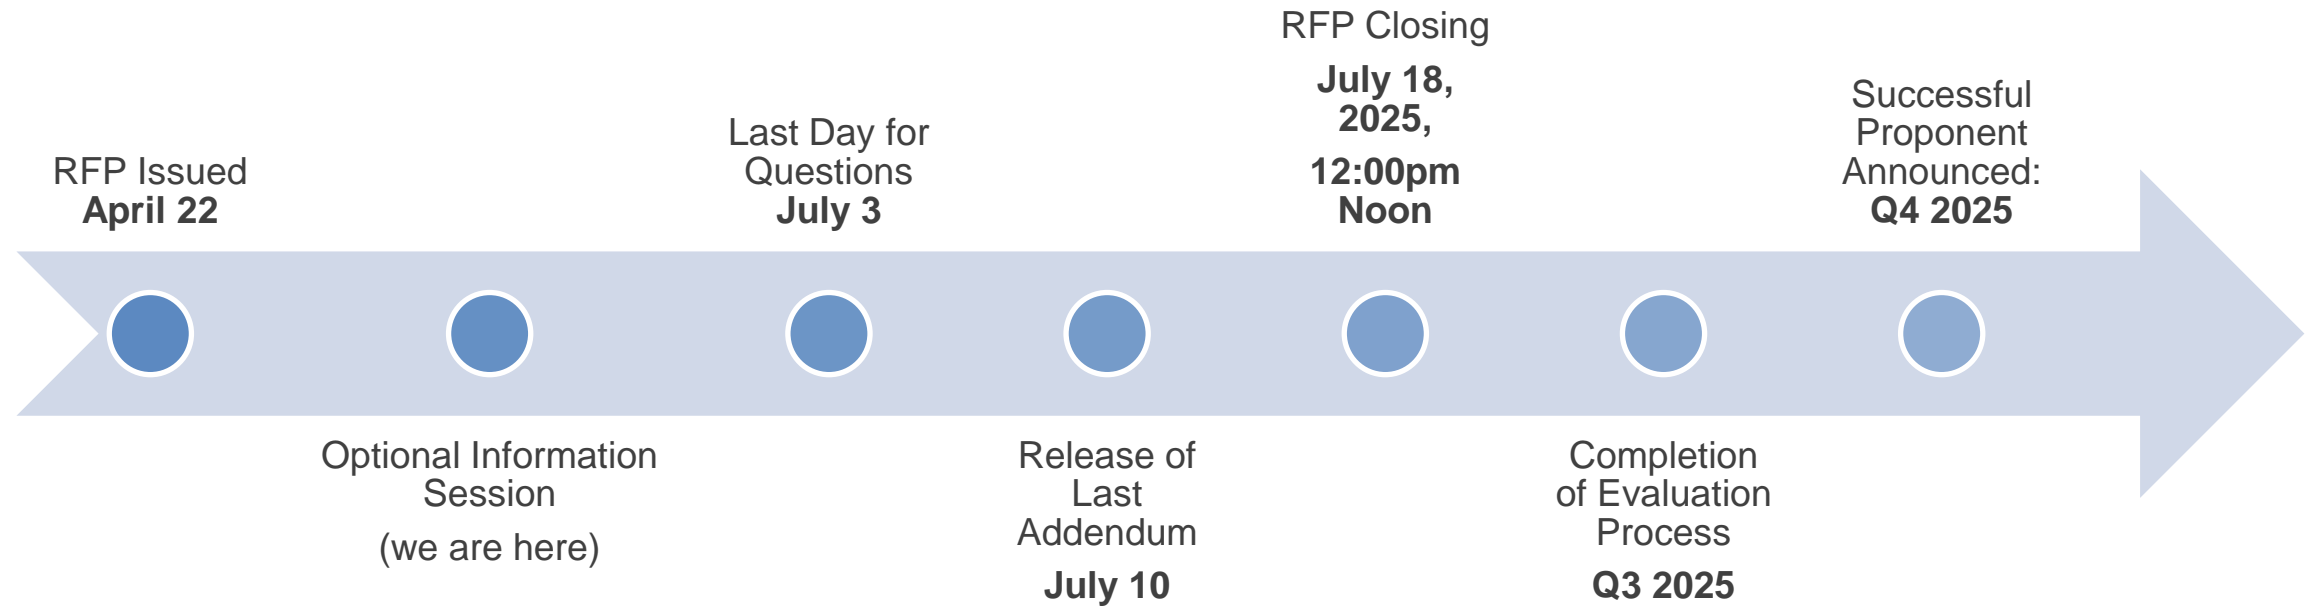 RFP Issued
April 22
Optional Information
Session
(we are here)
Last Day for
Questions
July 3
Release of
Last
Addendum
July 10
RFP Closing
July 18,
2025,
12:00pm
Noon
Completion
of Evaluation
Process
Q3 2025
Successful
Proponent
Announced:
Q4 2025